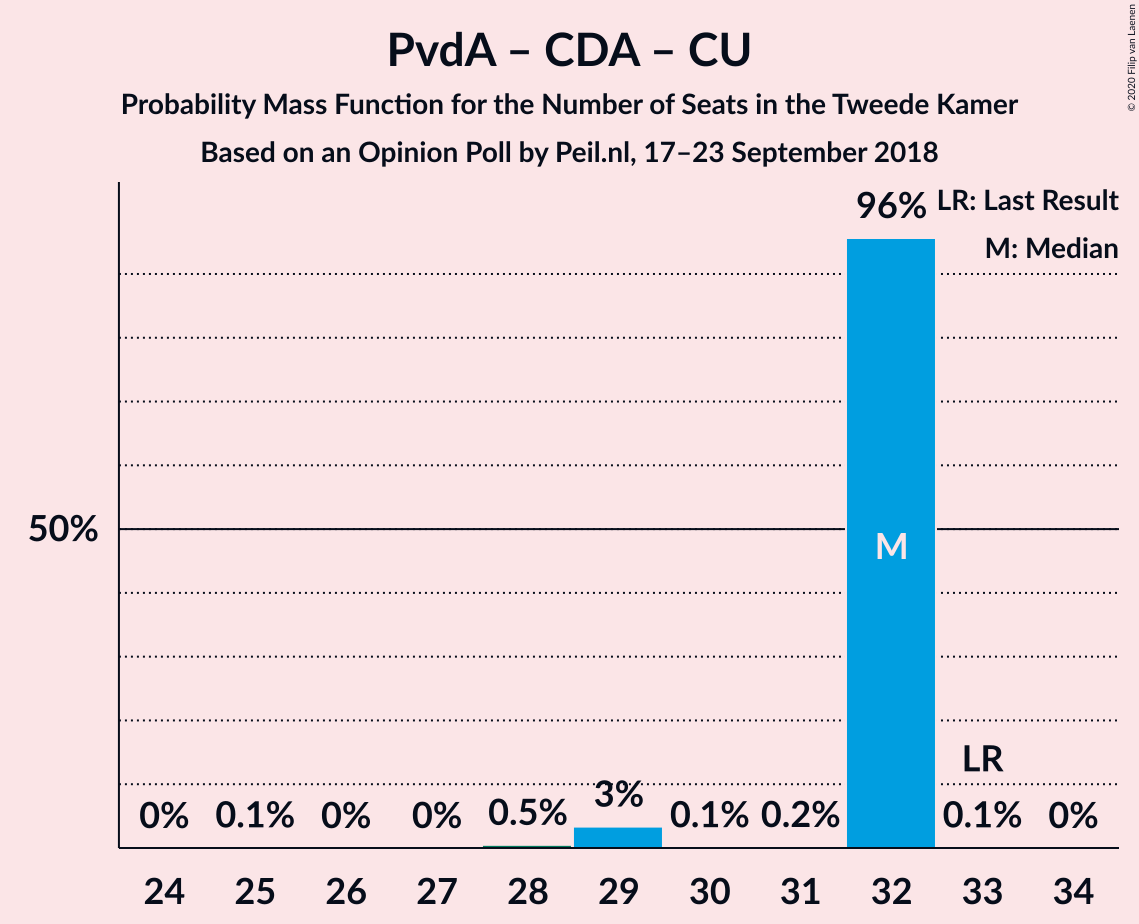 PvdA – CDA – CU
Probability Mass Function for the Number of Seats in the Tweede Kamer
Based on an Opinion Poll by Peil.nl, 17–23 September 2018
© 2020 Filip van Laenen
LR: Last Result
M: Median
96%
50%
M
LR
0% 0.1% 0% 0% 0.5% 3% 0.1% 0.2% 0.1% 0%
24 25 26 27 28 29 30 31 32 33 34